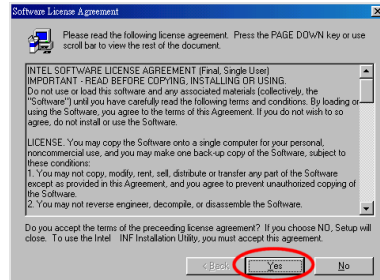 Software License Agreement
Please read the following license agreement. Press the PAGE DOWN key or use
scroll bar to view the rest of the document.
INTEL SOFTWARE LICENSE AGREEMENT (Final, Single User)
IMPORTANT - READ BEFORE COPYING, INSTALLING OR USING.
Do not use or load this software and any associated materials (collectively, the
"Software") until you have carefully read the following terms and conditions. By loading or
using the Software, you agree to the terms of this Agreement. If you do not wish to so
agree, do not install or use the Software.
LICENSE. You may copy the Software onto a single computer for your personal,
noncommercial use, and you may make one back-up copy of the Software, subject to
these conditions:
1. You may not copy, modify, rent, sell, distribute or transfer any part of the Software
except as provided in this Agreement, and you agree to prevent unauthorized copying of
the Software.
2. You may not reverse engineer, decompile, or disassemble the Software.
Do you accept the terms of the preceeding license agreement? If you choose NO, Setup will
close. To use the Intel INF Installation Utility, you must accept this agreement.
< Back Yes No